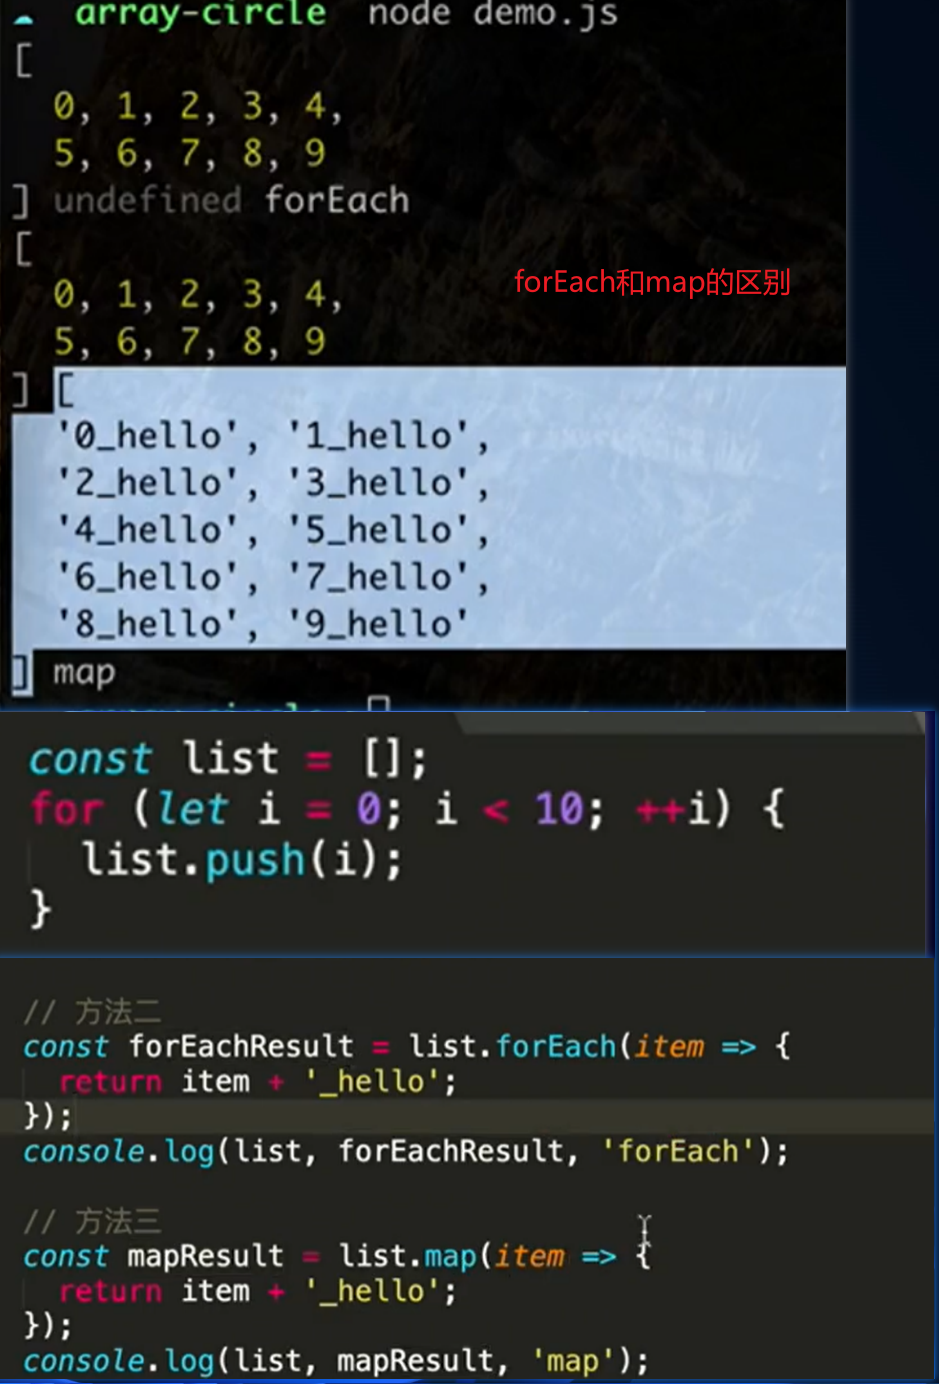 array-circle node demo.js
[
0, 1, 2, 3, 4,
5, 6, 7, 8, 9
] undefined forEach
[
0, 1, 2, 3, 4,
5, 6, 7, 8, 9
] [
'0_hello', '1_hello',
'2_hello', '3_hello',
'4_hello', '5_hello',
'6_hello', '7_hello',
'8_hello', '9_hello'
] map
forEach和map的区别
array-circle
const list = [];
for (let i = 0; i < 10; ++i) {
list.push(i);
}
// 方法二
const forEachResult = list.forEach(item => {
return item + '_hello';
});
console.log(list, forEachResult, 'forEach');
// 方法三
const mapResult = list.map(item => {
return item + '_hello';
});
console.log(list, mapResult, 'map');